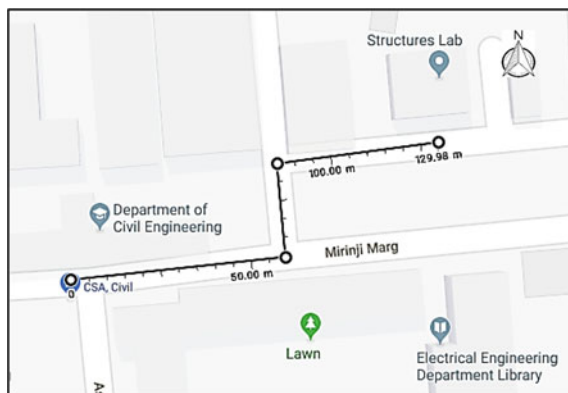 N
Structures Lab
100.00 m
129.98 m
Department of
Civil Engineering
50.00 m
Mirinji Marg
0
CSA, Civil
Lawn
Electrical Engineering
Department Library